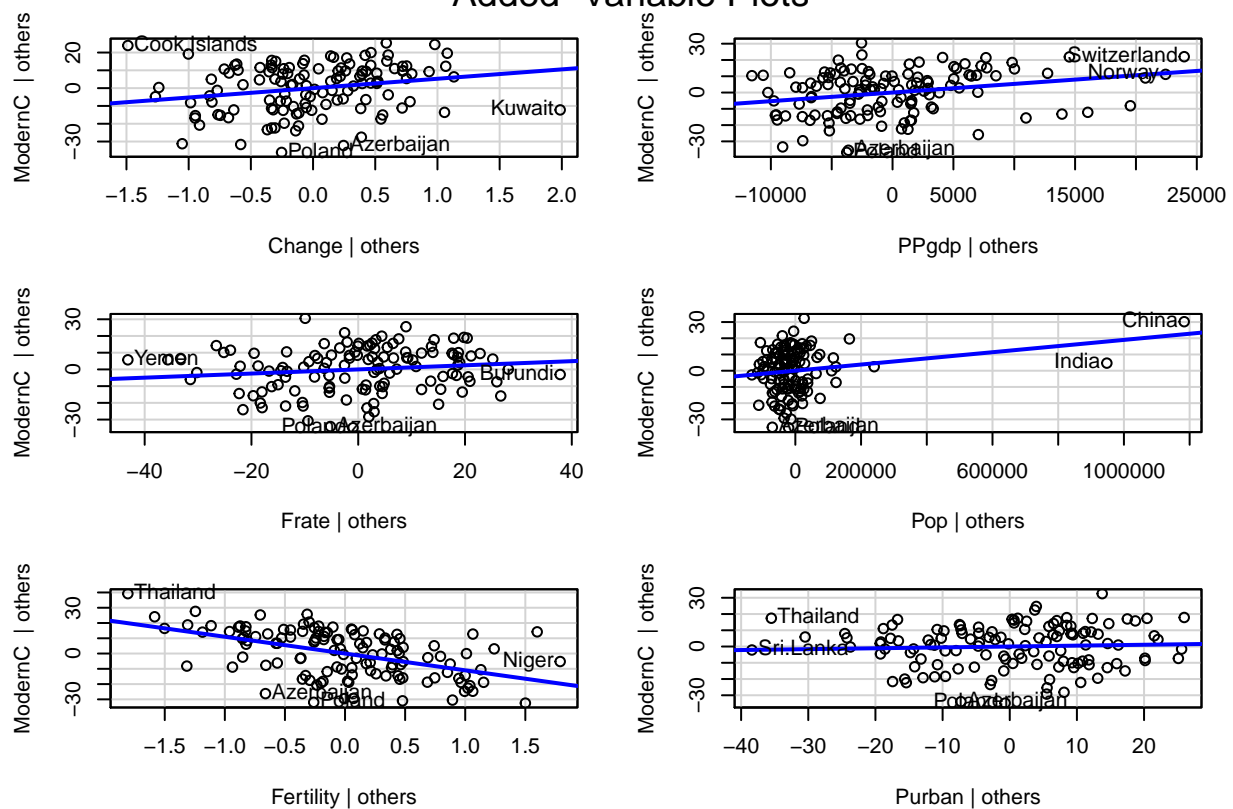 Added−Variable Plots
ModernC | others
20
0
−30
Cook Islands
Kuwait
Poland
Azerbaijan
−1.5 −1.0 −0.5 0.0 0.5 1.0 1.5 2.0
Change | others
ModernC | others
30
0
−30
Switzerland
Norway
Azerbaijan
Poland
−10000 0 5000 15000 25000
PPgdp | others
ModernC | others
30
0
−30
Yemen
Burundi
Poland
Azerbaijan
−40 −20 0 20 40
Frate | others
ModernC | others
30
0
−30
China
India
Azerbaijan
Poland
0 200000 600000 1000000
Pop | others
ModernC | others
30
0
−30
Thailand
Niger
Azerbaijan
Poland
−1.5 −1.0 −0.5 0.0 0.5 1.0 1.5
Fertility | others
ModernC | others
30
0
−30
Thailand
Sri Lanka
Poland
Azerbaijan
−40 −30 −20 −10 0 10 20
Purban | others